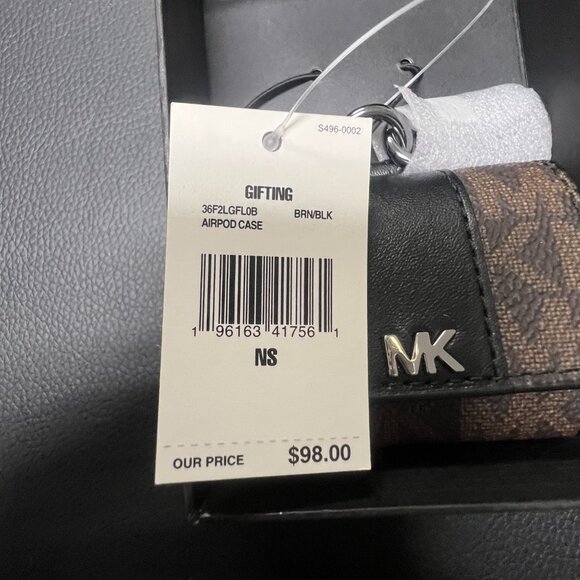 S496-0002
GIFTING
36F2LGFL0B BRN/BLK
AIRPOD CASE
1 96163 41756 1
NS
OUR PRICE $98.00
MK